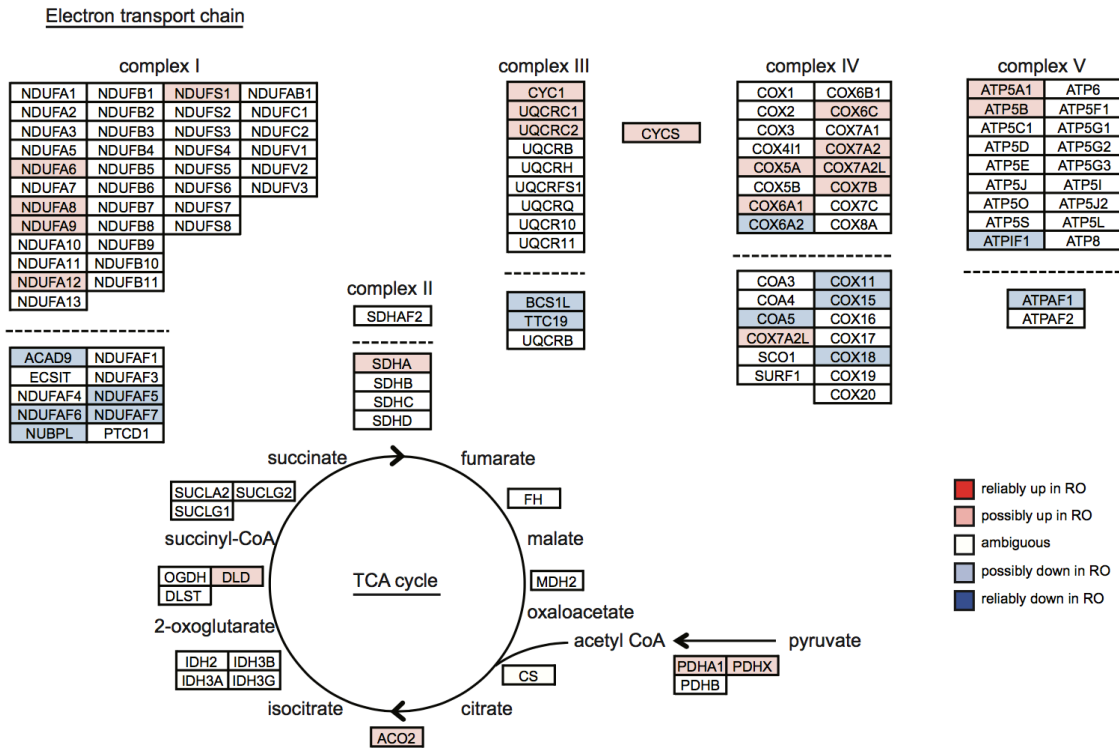 Electron transport chain
complex I
NDUFA1 NDUFB1 NDUFS1 NDUFAB1
NDUFA2 NDUFB2 NDUFS2 NDUFC1
NDUFA3 NDUFB3 NDUFS3 NDUFC2
NDUFA5 NDUFB4 NDUFS4 NDUFV1
NDUFA6 NDUFB5 NDUFS5 NDUFV2
NDUFA7 NDUFB6 NDUFS6 NDUFV3
NDUFA8 NDUFB7 NDUFS7
NDUFA9 NDUFB8 NDUFS8
NDUFA10 NDUFB9
NDUFA11 NDUFB10
NDUFA12 NDUFB11
NDUFA13
ACAD9 NDUFAF1
ECSIT NDUFAF3
NDUFAF4 NDUFAF5
NDUFAF6 NDUFAF7
NUBPL PTCD1
complex II
SDHAF2
SDHA
SDHB
SDHC
SDHD
complex III
CYC1
UQCRC1
UQCRC2
UQCRB
UQCRH
UQCRFS1
UQCRQ
UQCR10
UQCR11
BCS1L
TTC19
UQCRB
CYCS
complex IV
COX1 COX6B1
COX2 COX6C
COX3 COX7A1
COX4I1 COX7A2
COX5A COX7A2L
COX5B COX7B
COX6A1 COX7C
COX6A2 COX8A
COA3 COX11
COA4 COX15
COA5 COX16
COX7A2L COX17
SCO1 COX18
SURF1 COX19
COX20
complex V
ATP5A1 ATP6
ATP5B ATP5F1
ATP5C1 ATP5G1
ATP5D ATP5G2
ATP5E ATP5G3
ATP5J ATP5I
ATP5O ATP5J2
ATP5S ATP5L
ATPIF1 ATP8
ATPAF1
ATPAF2
succinate
fumarate
SUCLA2 SUCLG2
SUCLG1
FH
succinyl-CoA
malate
OGDH DLD
DLST
TCA cycle
MDH2
2-oxoglutarate
oxaloacetate
acetyl CoA
pyruvate
IDH2 IDH3B
IDH3A IDH3G
CS
PDHA1 PDHX
PDHB
isocitrate
citrate
ACO2
reliably up in RO
possibly up in RO
ambiguous
possibly down in RO
reliably down in RO